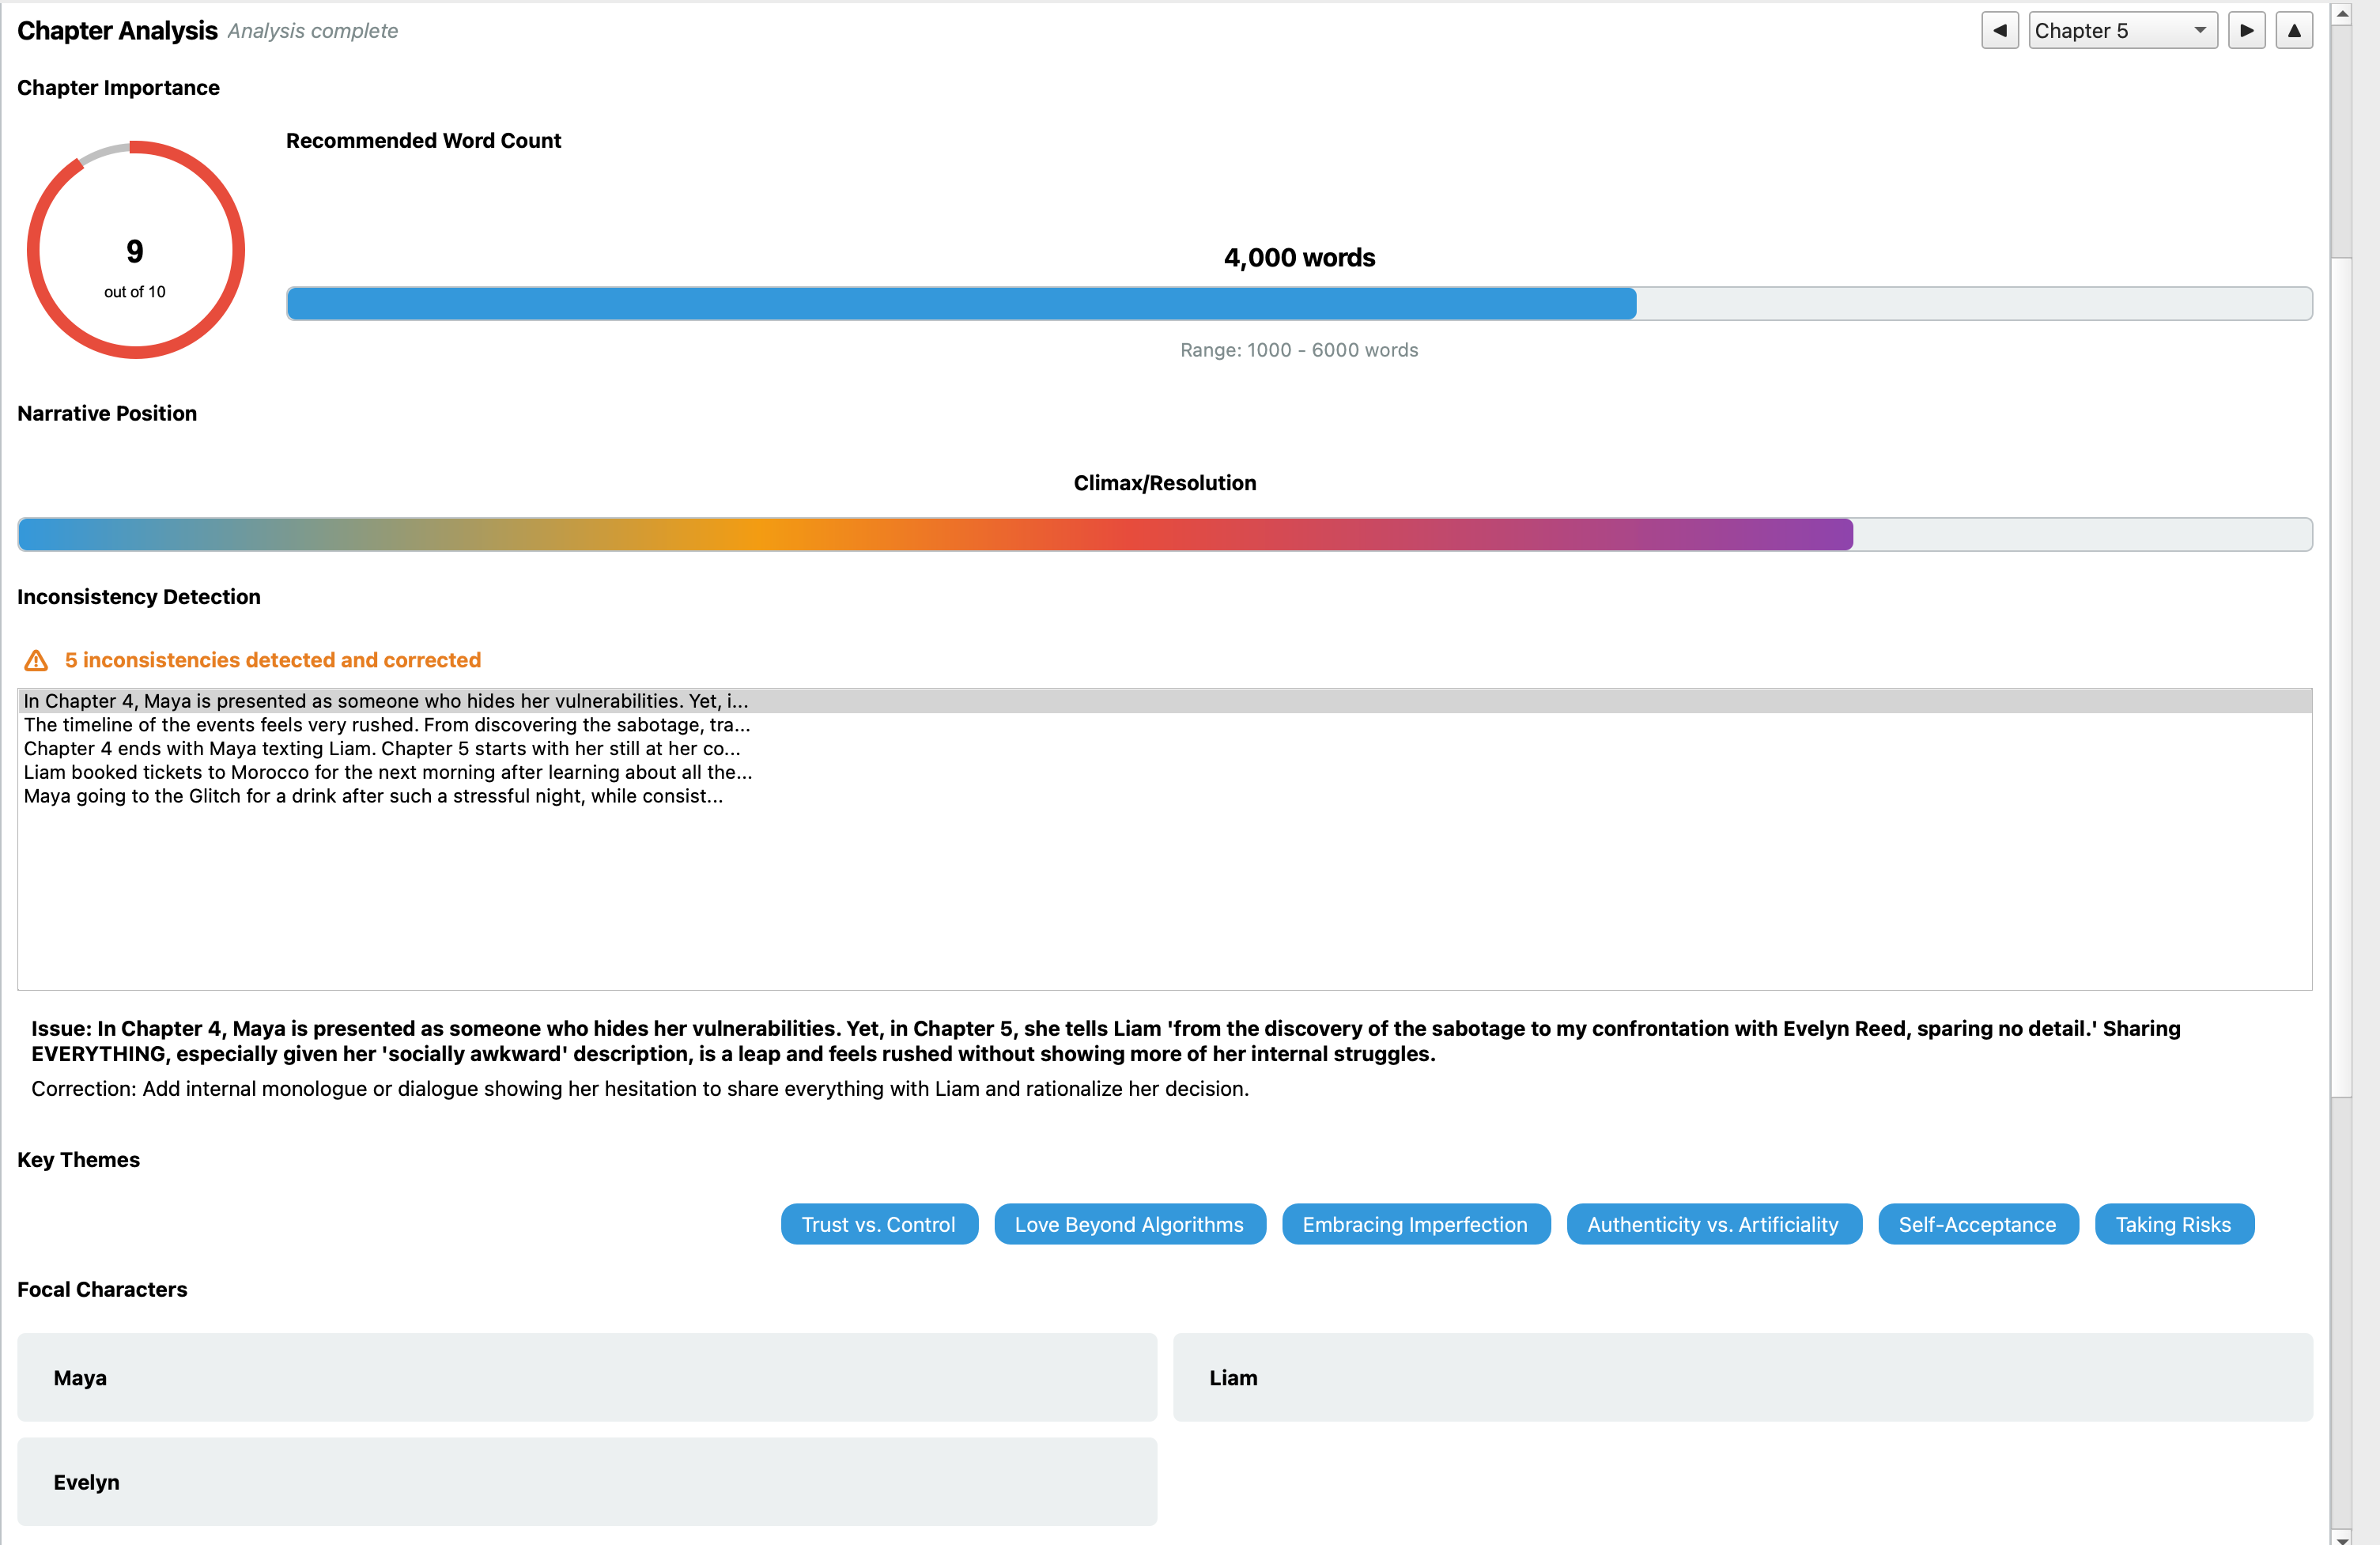 Chapter Analysis Analysis complete
Chapter 5
Chapter Importance
Recommended Word Count
9
out of 10
4,000 words
Range: 1000 - 6000 words
Narrative Position
Climax/Resolution
Inconsistency Detection
5 inconsistencies detected and corrected
In Chapter 4, Maya is presented as someone who hides her vulnerabilities. Yet, i...
The timeline of the events feels very rushed. From discovering the sabotage, tra...
Chapter 4 ends with Maya texting Liam. Chapter 5 starts with her still at her co...
Liam booked tickets to Morocco for the next morning after learning about all the...
Maya going to the Glitch for a drink after such a stressful night, while consist...
Issue: In Chapter 4, Maya is presented as someone who hides her vulnerabilities. Yet, in Chapter 5, she tells Liam 'from the discovery of the sabotage to my confrontation with Evelyn Reed, sparing no detail.' Sharing
EVERYTHING, especially given her 'socially awkward' description, is a leap and feels rushed without showing more of her internal struggles.
Correction: Add internal monologue or dialogue showing her hesitation to share everything with Liam and rationalize her decision.
Key Themes
Trust vs. Control Love Beyond Algorithms Embracing Imperfection Authenticity vs. Artificiality Self-Acceptance Taking Risks
Focal Characters
Maya
Liam
Evelyn